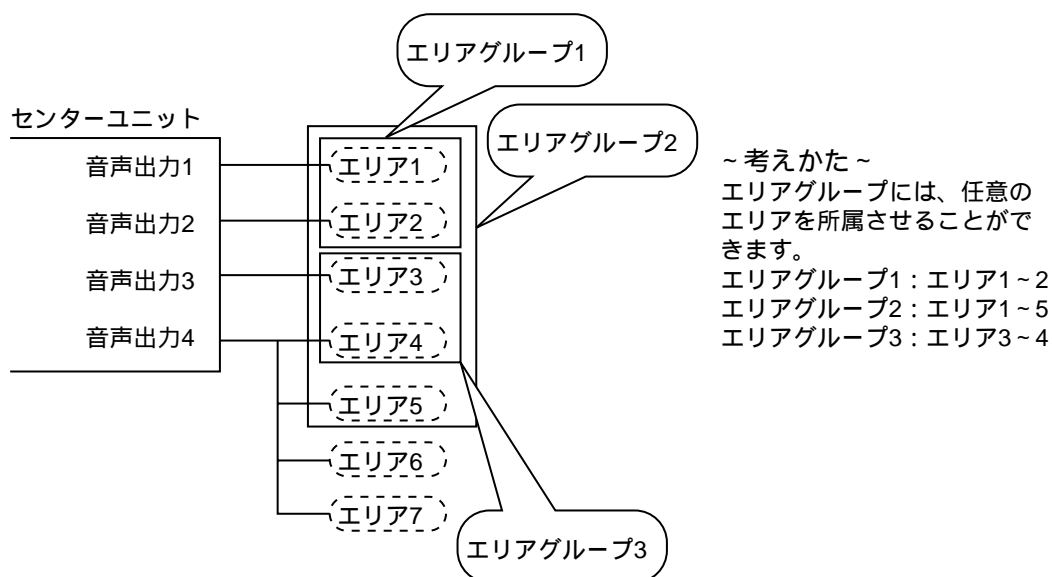 エリアグループ1
センターユニット
エリアグループ2
音声出力1
エリア1
音声出力2
エリア2
音声出力3
エリア3
音声出力4
エリア4
エリア5
エリア6
エリア7
エリアグループ3
~考えかた~
エリアグループには、任意の
エリアを所属させることがで
きます。
エリアグループ1：エリア1~2
エリアグループ2：エリア1~5
エリアグループ3：エリア3~4